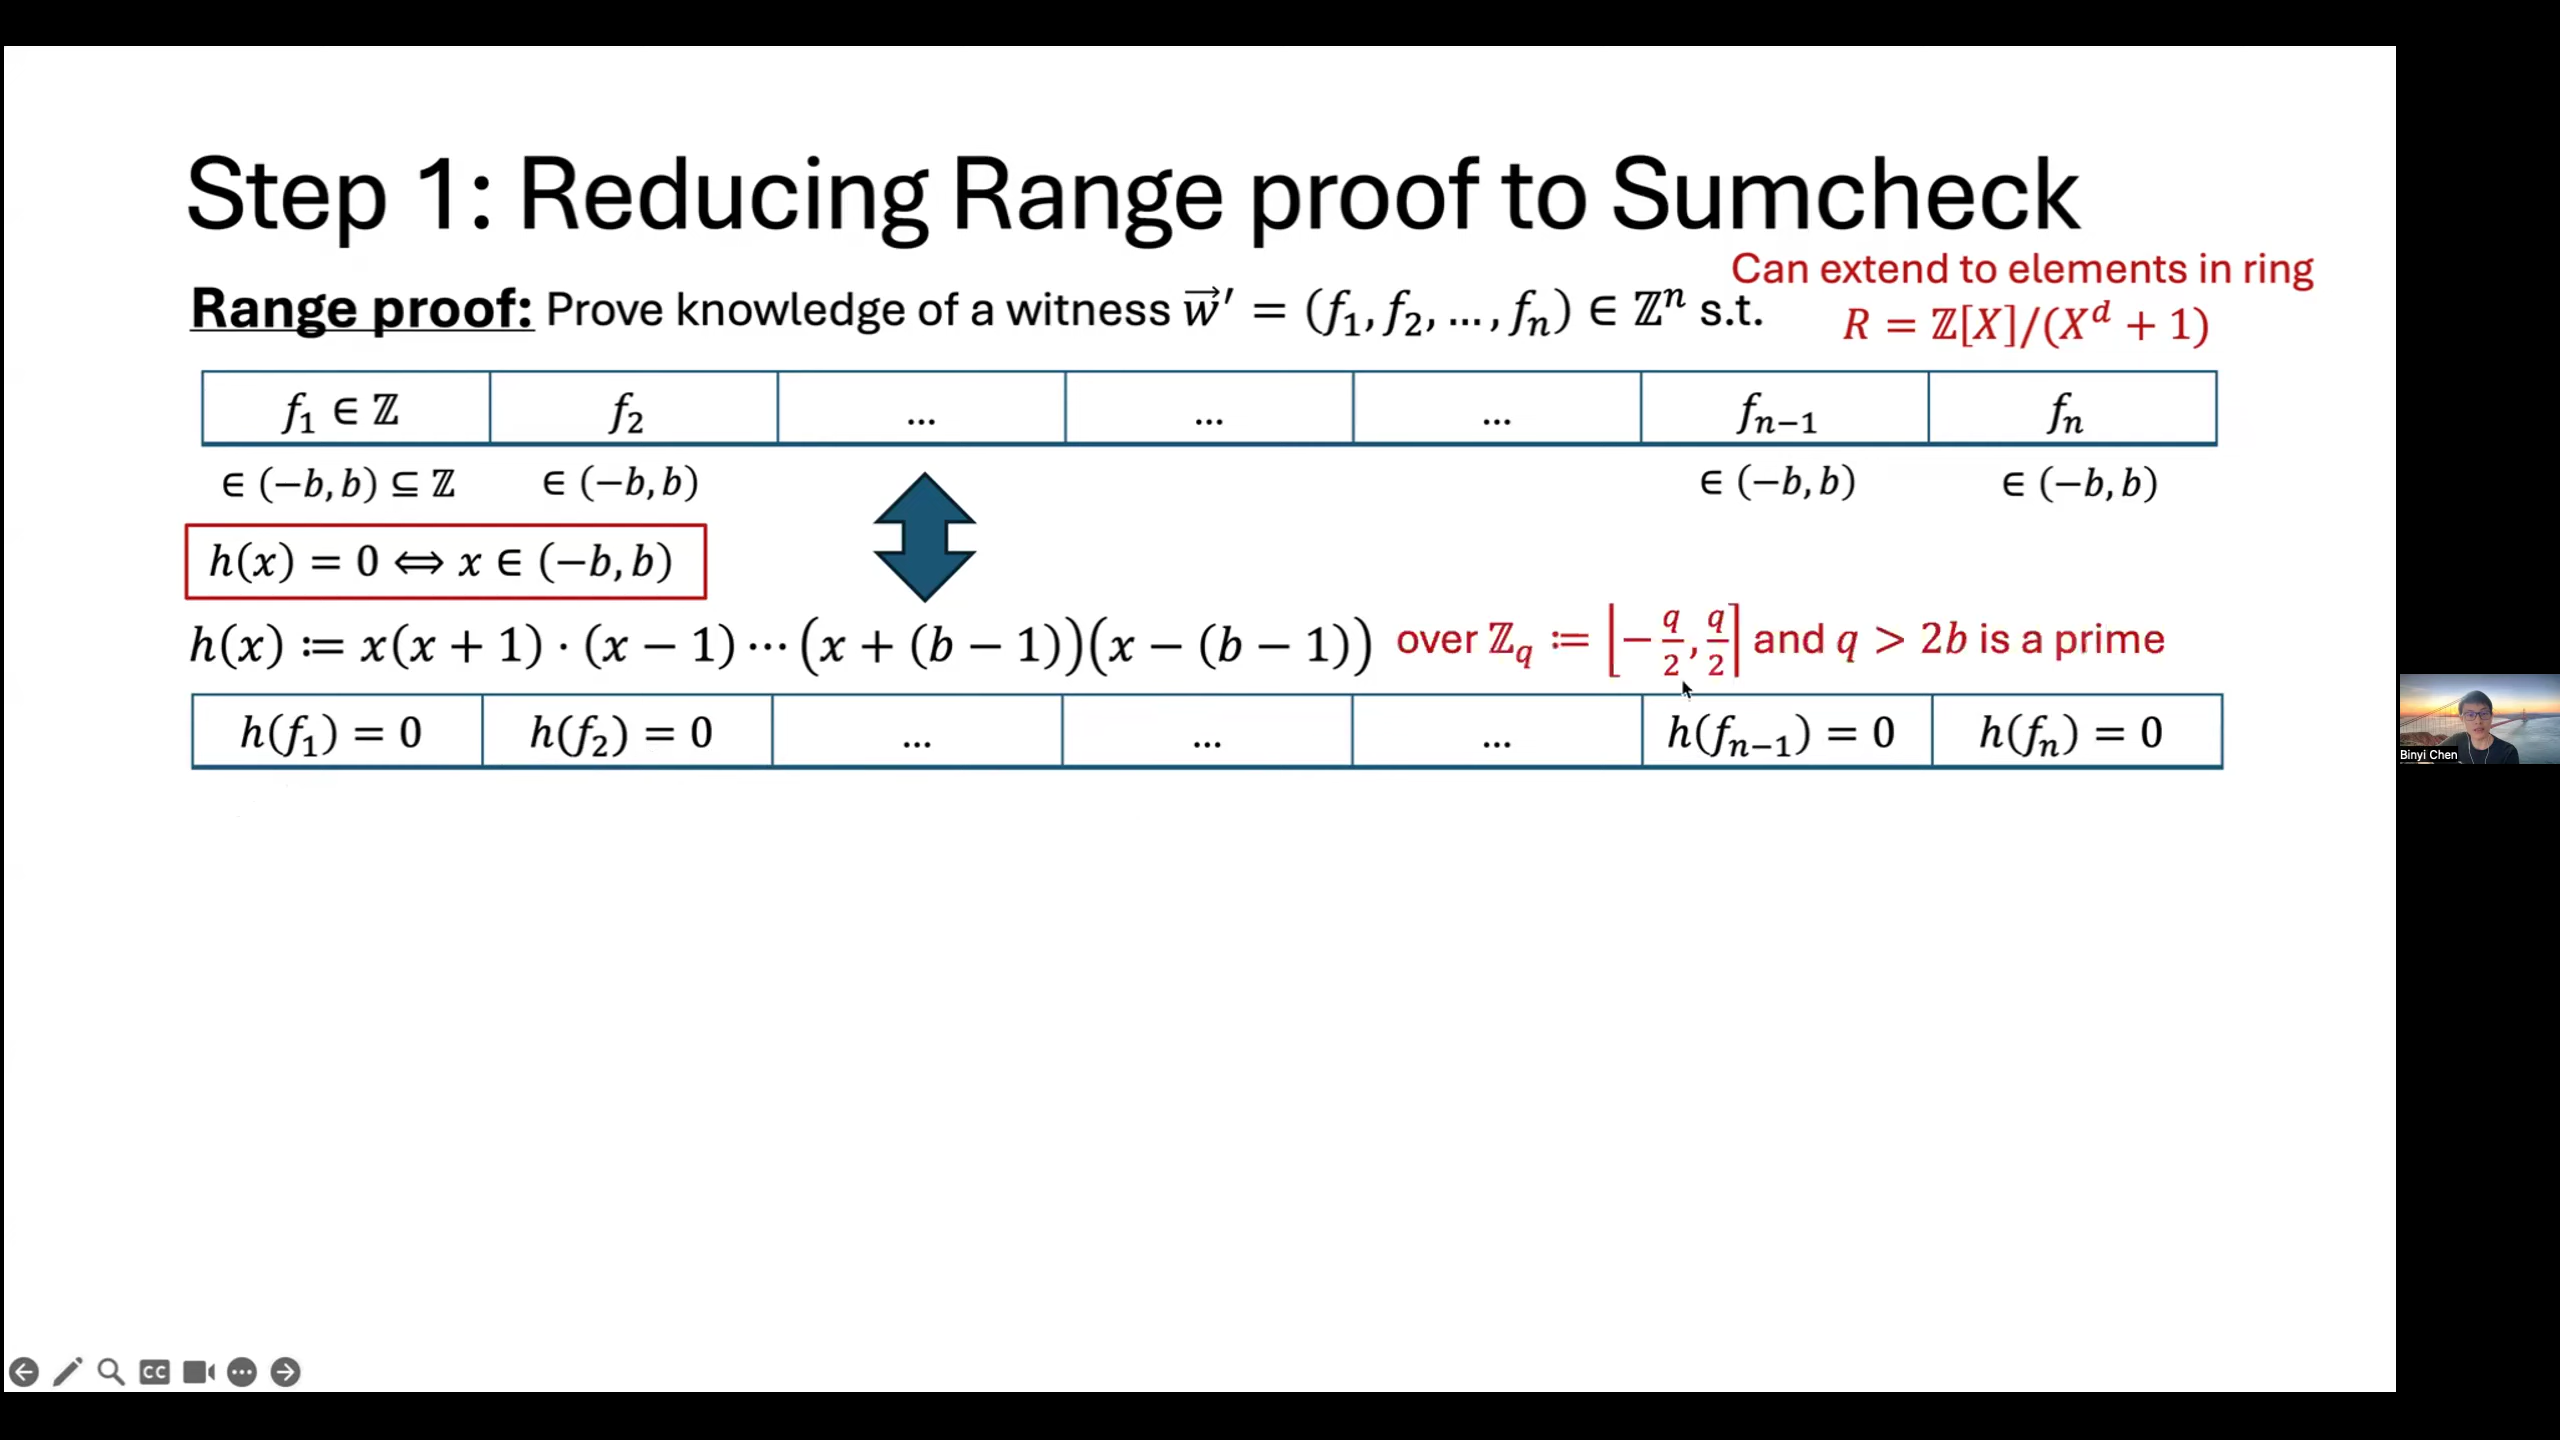 Step 1: Reducing Range proof to Sumcheck
Can extend to elements in ring
R = ℤ[X]/(X^d + 1)
Range proof: Prove knowledge of a witness w⃗′ = (f₁, f₂, …, fₙ) ∈ ℤⁿ s.t.
f₁ ∈ ℤ f₂ … … … fₙ₋₁ fₙ
∈ (−b, b) ⊆ ℤ ∈ (−b, b) ∈ (−b, b) ∈ (−b, b)
h(x) = 0 ⟺ x ∈ (−b, b)
h(x) ≔ x(x + 1) · (x − 1) ⋯ (x + (b − 1))(x − (b − 1)) over ℤ_q ≔ ⌊−q/2, q/2⌉ and q > 2b is a prime
h(f₁) = 0 h(f₂) = 0 … … … h(fₙ₋₁) = 0 h(fₙ) = 0
Binyi Chen
CC